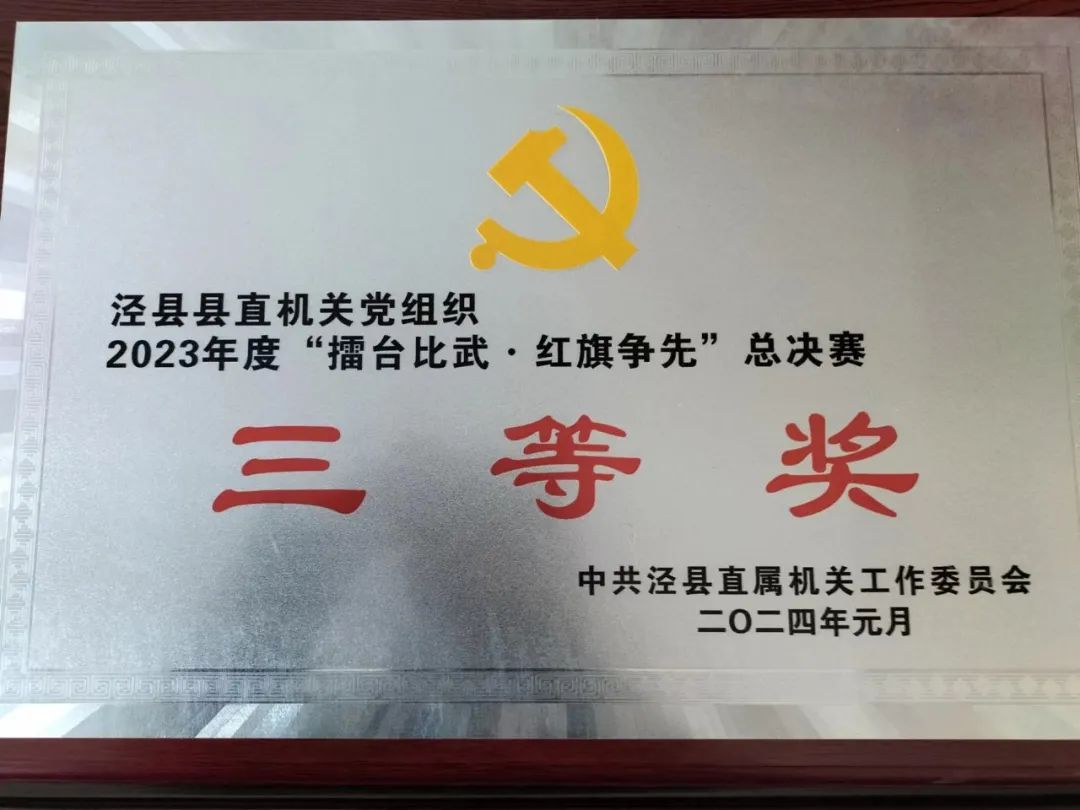 泾县县直机关党组织
2023年度“擂台比武·红旗争先”总决赛
三等奖
中共泾县直属机关工作委员会
二〇二四年元月